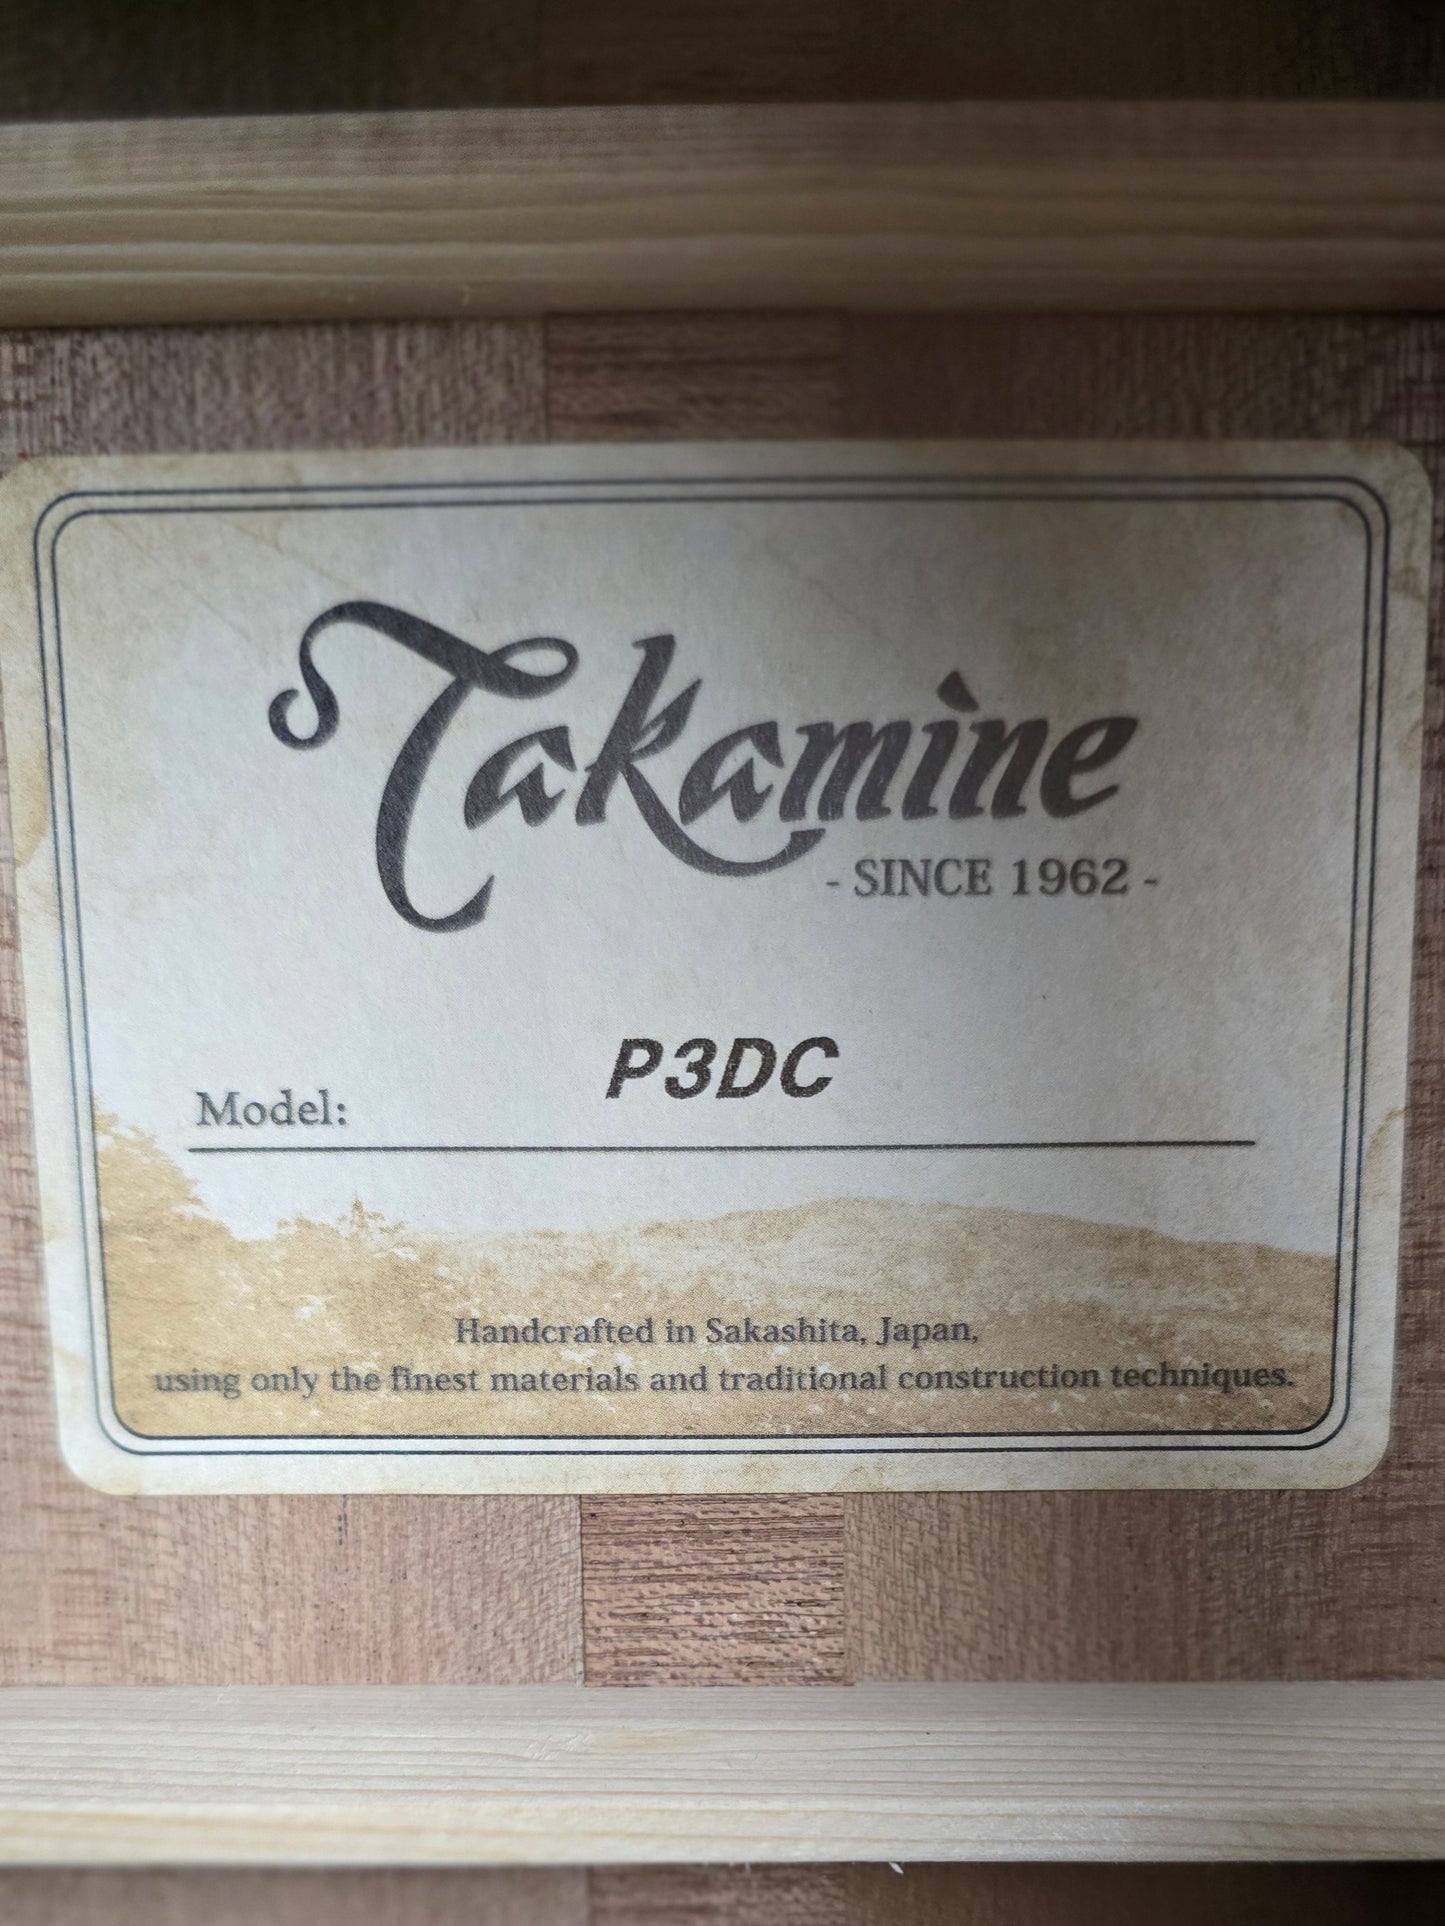 Takamine
- SINCE 1962 -
Model: P3DC
Handcrafted in Sakashita, Japan,
using only the finest materials and traditional construction techniques.